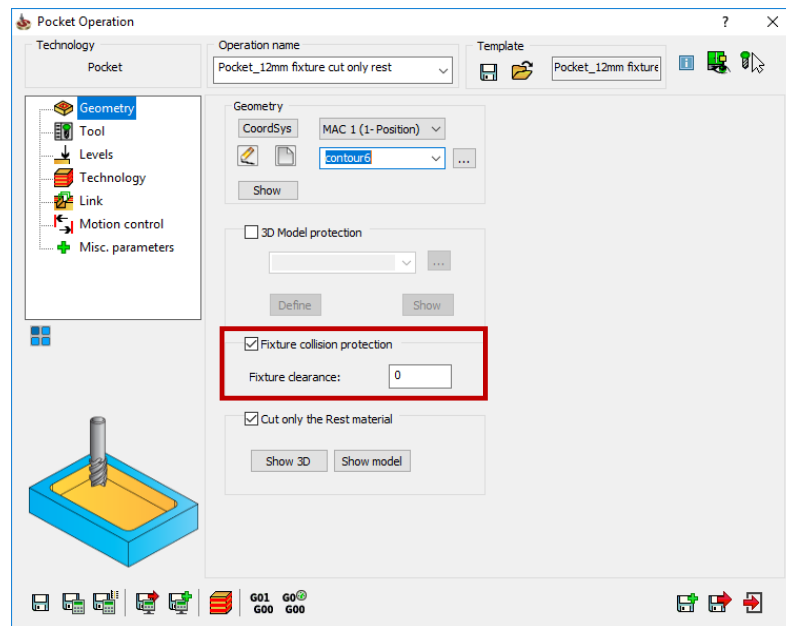 Pocket Operation
?
Technology
Pocket
Operation name
Pocket_12mm fixture cut only rest
Template
Pocket_12mm fixture
Geometry
Tool
Levels
Technology
Link
Motion control
Misc. parameters
Geometry
CoordSys
MAC 1 (1- Position)
contour6
...
Show
3D Model protection
...
Define
Show
Fixture collision protection
Fixture clearance:
0
Cut only the Rest material
Show 3D
Show model
G01 G0
G00 G00